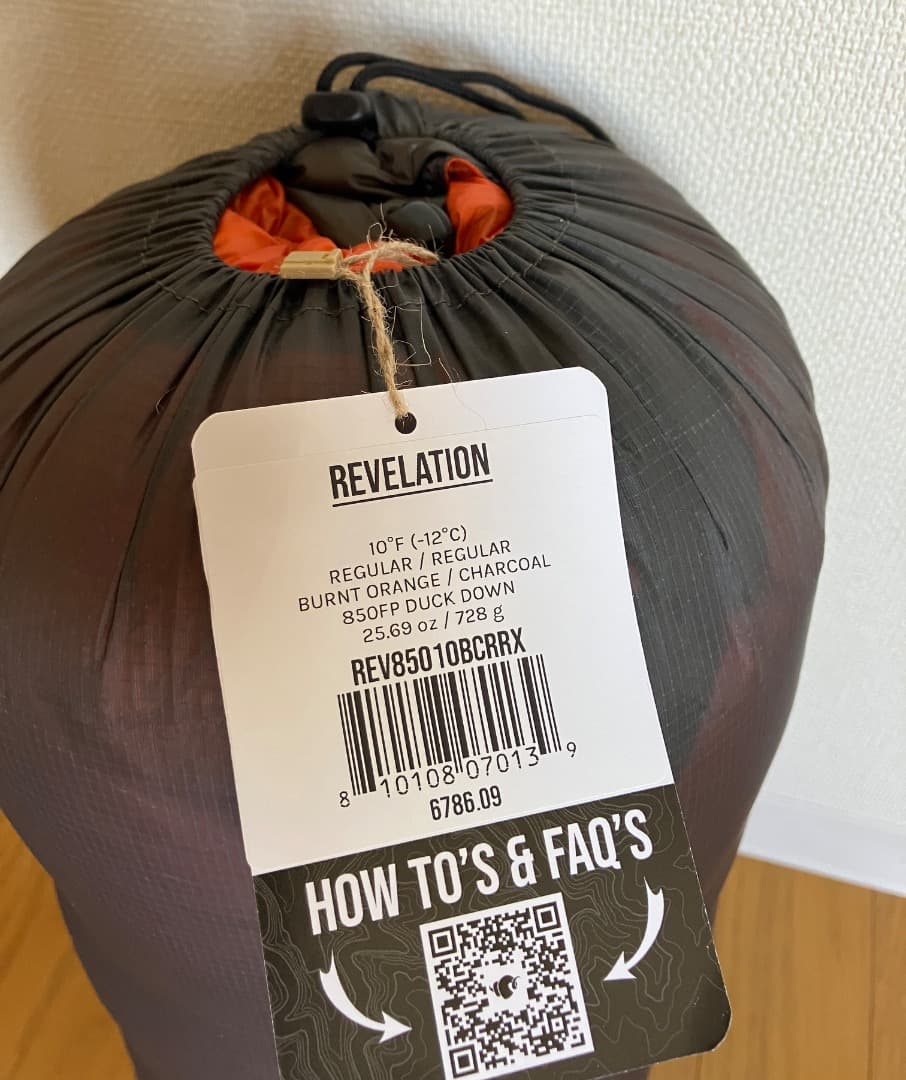 REVELATION
10°F (-12°C)
REGULAR / REGULAR
BURNT ORANGE / CHARCOAL
850FP DUCK DOWN
25.69 oz / 728 g
REV85010BCRRX
8 10108 07013 9
6786.09
HOW TO'S & FAQ'S